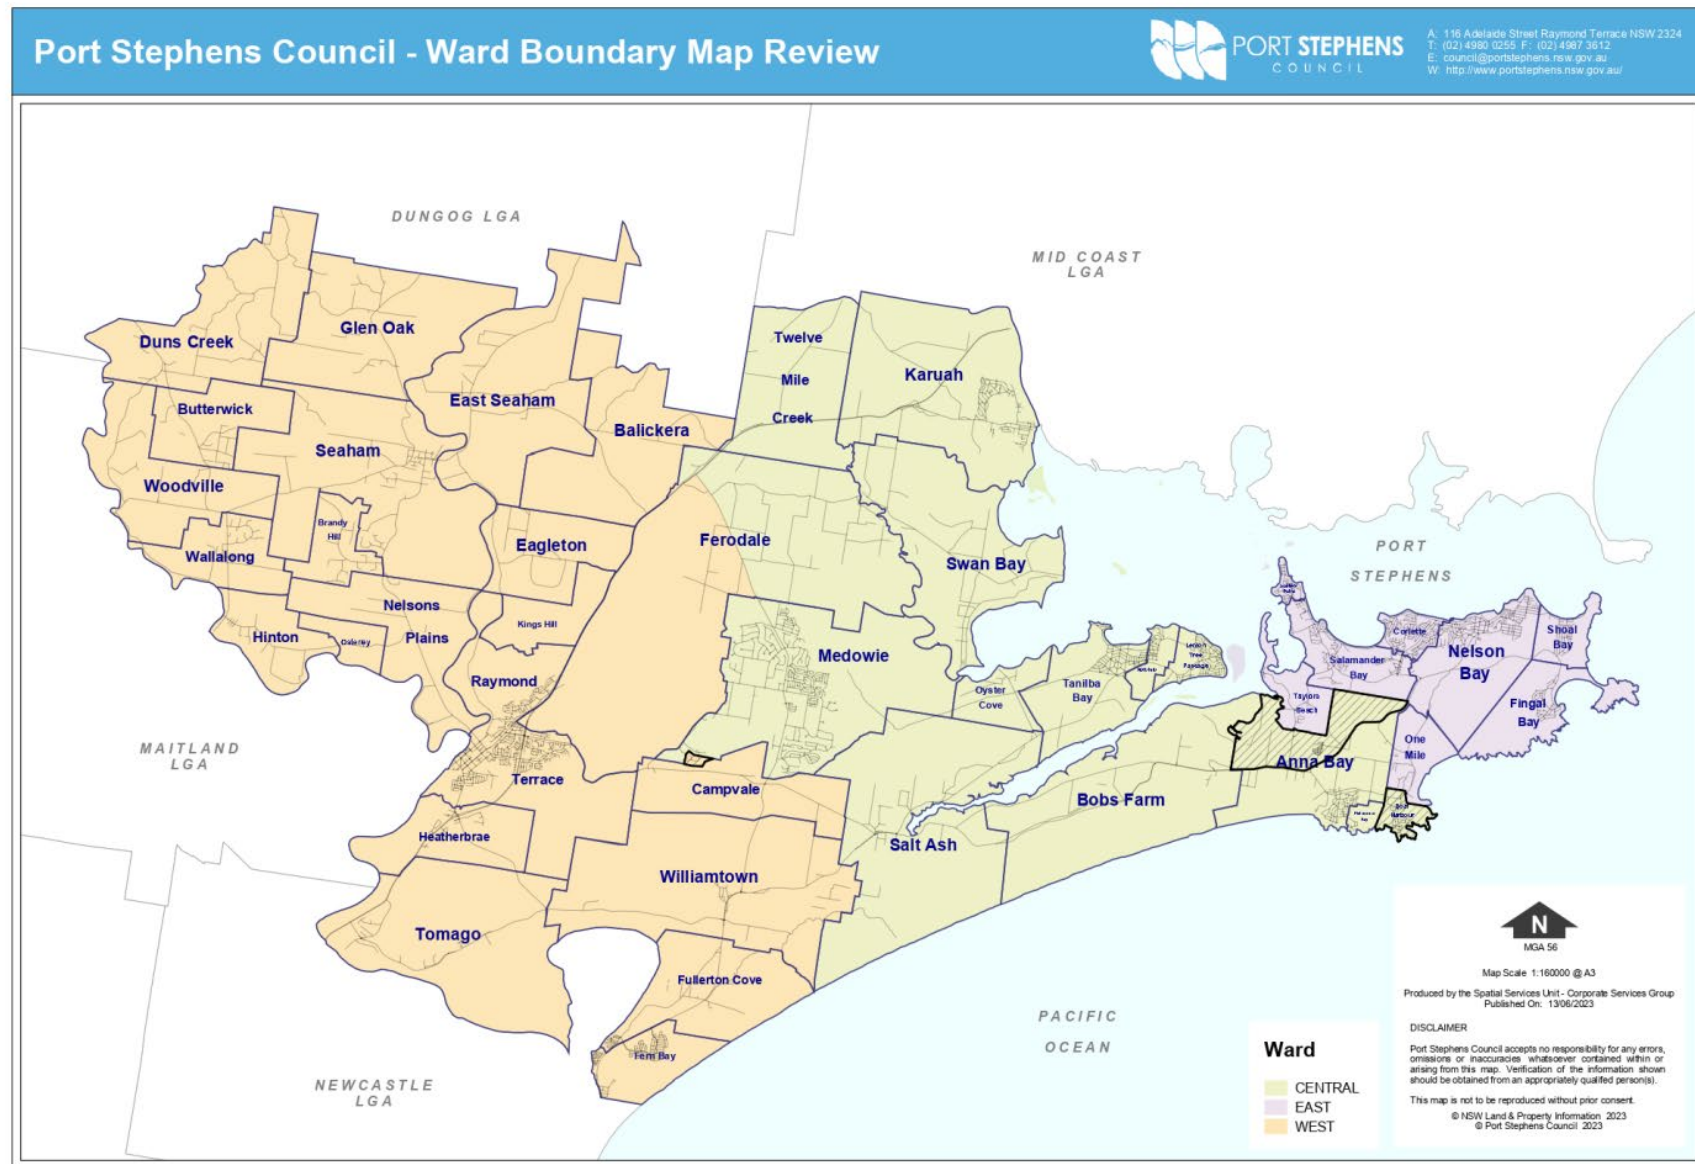 Port Stephens Council - Ward Boundary Map Review
PORT STEPHENS
COUNCIL
A: 116 Adelaide Street Raymond Terrace NSW 2324
T: (02) 4980 0255 F: (02) 4987 3612
E: council@portstephens.nsw.gov.au
W: http://www.portstephens.nsw.gov.au/
DUNGOG LGA
MID COAST
LGA
Duns Creek
Glen Oak
Twelve
Mile
Creek
Karuah
Butterwick
East Seaham
Balickera
Seaham
Woodville
Brandy
Hill
Wallalong
Eagleton
Ferodale
Swan Bay
PORT
STEPHENS
Nelsons
Plains
Hinton
Kings Hill
Medowie
Corlette
Shoal
Bay
Nelson
Bay
Salamander
Bay
Lemon
Tree
Passage
Tanilba
Bay
Oyster
Cove
Raymond
Terrace
Taylors
Beach
Fingal
Bay
One
Mile
MAITLAND
LGA
Anna Bay
Campvale
Bobs Farm
Boat
Harbour
Heatherbrae
Salt Ash
Williamtown
Tomago
Fullerton Cove
Fern Bay
NEWCASTLE
LGA
PACIFIC
OCEAN
Ward
CENTRAL
EAST
WEST
N
MGA 56
Map Scale 1:160000 @ A3
Produced by the Spatial Services Unit - Corporate Services Group
Published On: 13/06/2023
DISCLAIMER
Port Stephens Council accepts no responsibility for any errors,
omissions or inaccuracies whatsoever contained within or
arising from this map. Verification of the information shown
should be obtained from an appropriately qualifed person(s).
This map is not to be reproduced without prior consent.
© NSW Land & Property Information 2023
© Port Stephens Council 2023